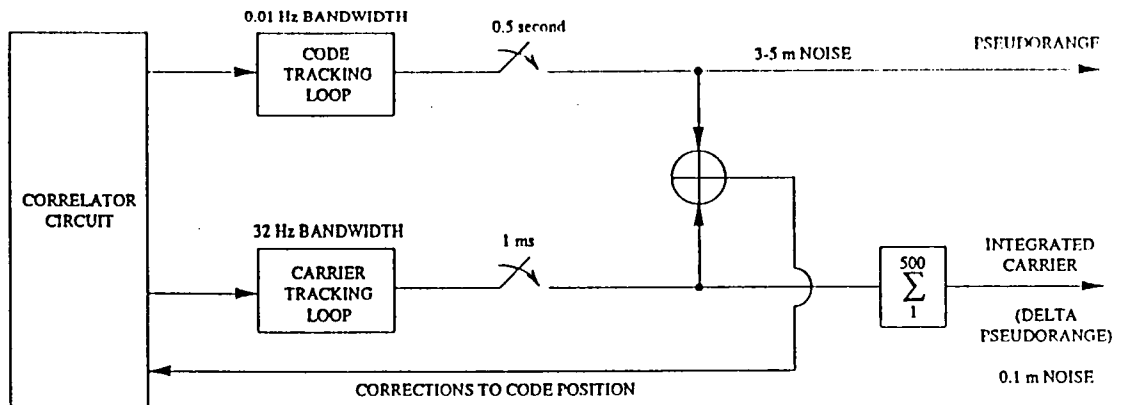 0.01 Hz BANDWIDTH
CODE
TRACKING
LOOP
0.5 second
3-5 m NOISE
PSEUDORANGE
CORRELATOR
CIRCUIT
32 Hz BANDWIDTH
CARRIER
TRACKING
LOOP
1 ms
500
Σ
1
INTEGRATED
CARRIER
(DELTA
PSEUDORANGE)
0.1 m NOISE
CORRECTIONS TO CODE POSITION